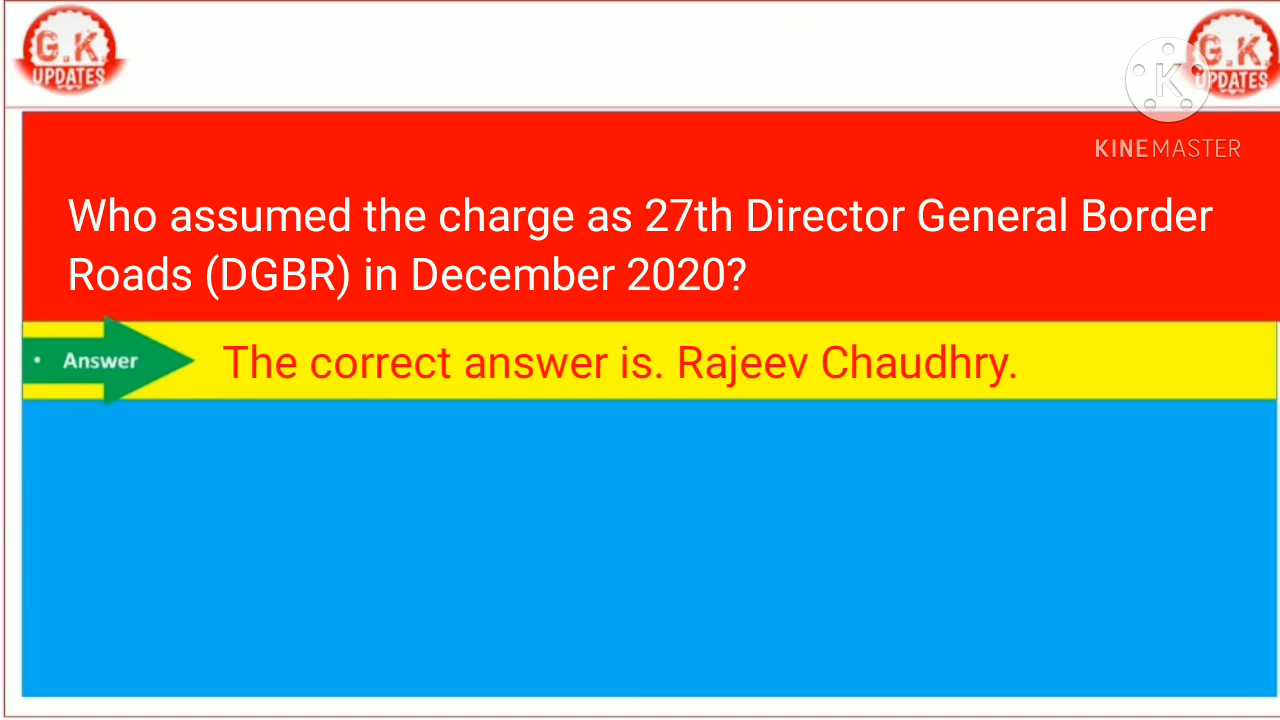 G.K.
UPDATES
G.K.
UPDATES
K
KINEMASTER
Who assumed the charge as 27th Director General Border
Roads (DGBR) in December 2020?
• Answer
The correct answer is. Rajeev Chaudhry.